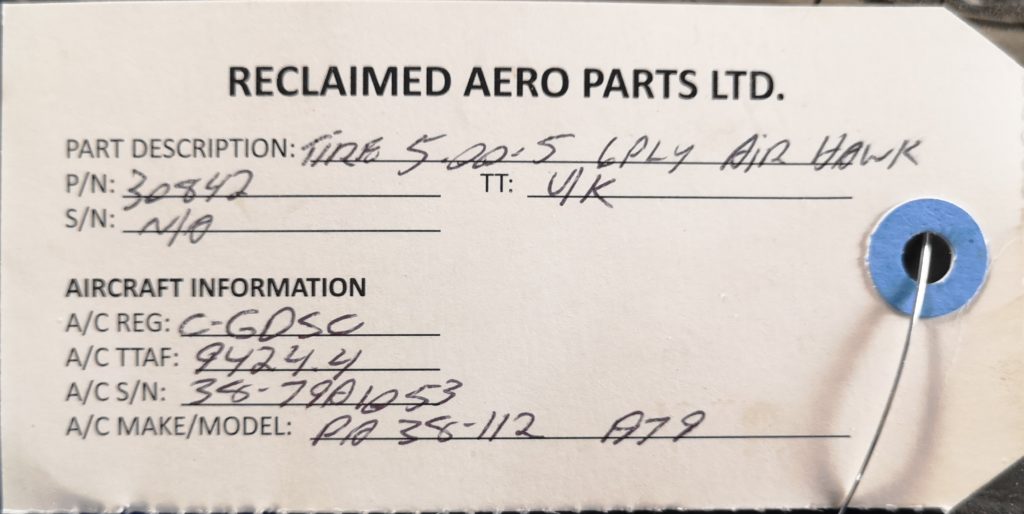 RECLAIMED AERO PARTS LTD.
PART DESCRIPTION: TIRE 5.00-5 6PLY AIR HAWK
P/N: 30842 TT: U/K
S/N: N/A
AIRCRAFT INFORMATION
A/C REG: C-GDSC
A/C TTAF: 9424.4
A/C S/N: 38-79A1053
A/C MAKE/MODEL: PA 38-112 A79